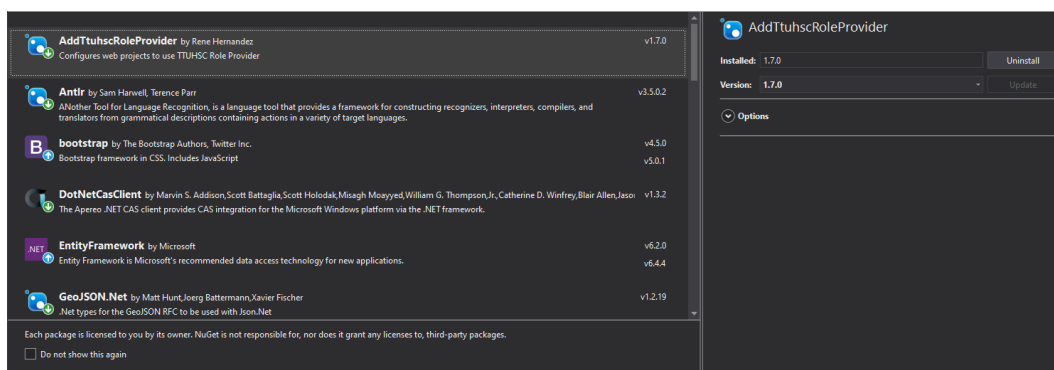 AddTtuhscRoleProvider by Rene Hernandez v1.7.0
Configures web projects to use TTUHSC Role Provider
Antlr by Sam Harwell, Terence Parr v3.5.0.2
ANother Tool for Language Recognition, is a language tool that provides a framework for constructing recognizers, interpreters, compilers, and
translators from grammatical descriptions containing actions in a variety of target languages.
B
bootstrap by The Bootstrap Authors, Twitter Inc. v4.5.0
Bootstrap framework in CSS. Includes JavaScript v5.0.1
DotNetCasClient by Marvin S. Addison,Scott Battaglia,Scott Holodak,Misagh Moayyed,William G. Thompson,Jr.,Catherine D. Winfrey,Blair Allen,Jason v1.3.2
The Apereo .NET CAS client provides CAS integration for the Microsoft Windows platform via the .NET framework.
.NET
EntityFramework by Microsoft v6.2.0
Entity Framework is Microsoft's recommended data access technology for new applications. v6.4.4
GeoJSON.Net by Matt Hunt,Joerg Battermann,Xavier Fischer v1.2.19
.Net types for the GeoJSON RFC to be used with Json.Net
Each package is licensed to you by its owner. NuGet is not responsible for, nor does it grant any licenses to, third-party packages.
Do not show this again
AddTtuhscRoleProvider
Installed: 1.7.0 Uninstall
Version: 1.7.0 Update
Options